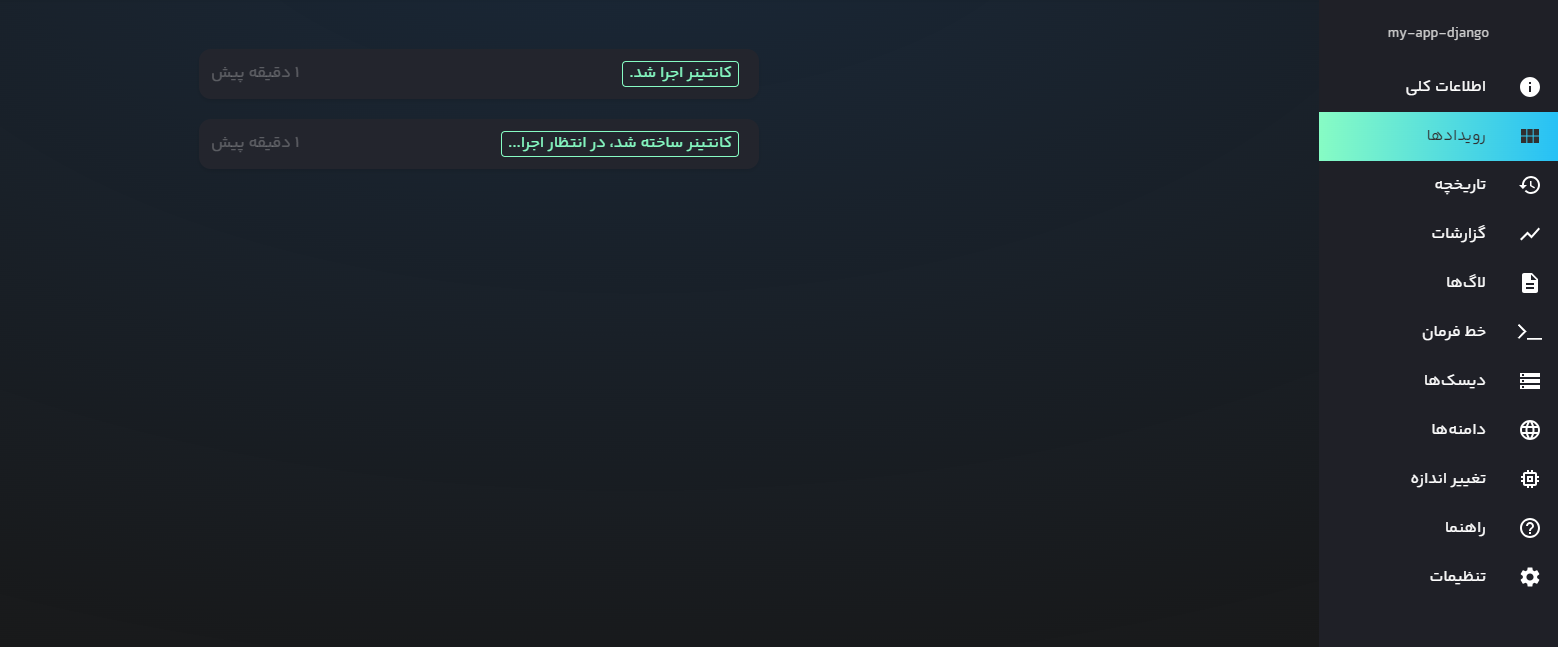 my-app-django
اطلاعات کلی
رویدادها
تاریخچه
گزارشات
لاگ‌ها
خط فرمان
دیسک‌ها
دامنه‌ها
تغییر اندازه
راهنما
تنظیمات
کانتینر اجرا شد.
۱ دقیقه پیش
کانتینر ساخته شد، در انتظار اجرا...
۱ دقیقه پیش